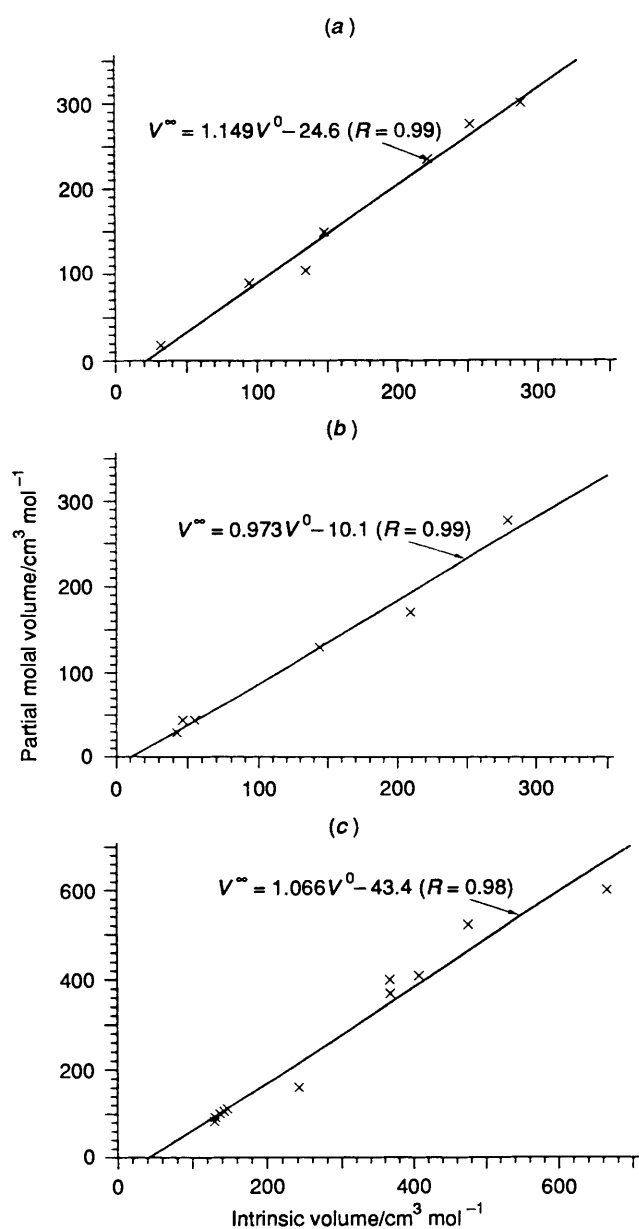 (a)
300
200
100
0
V∞ = 1.149V⁰−24.6 (R = 0.99)
0 100 200 300
(b)
300
200
100
0
V∞ = 0.973V⁰−10.1 (R = 0.99)
0 100 200 300
Partial molal volume/cm³ mol⁻¹
(c)
600
400
200
0
V∞ = 1.066V⁰−43.4 (R = 0.98)
0 200 400 600
Intrinsic volume/cm³ mol⁻¹